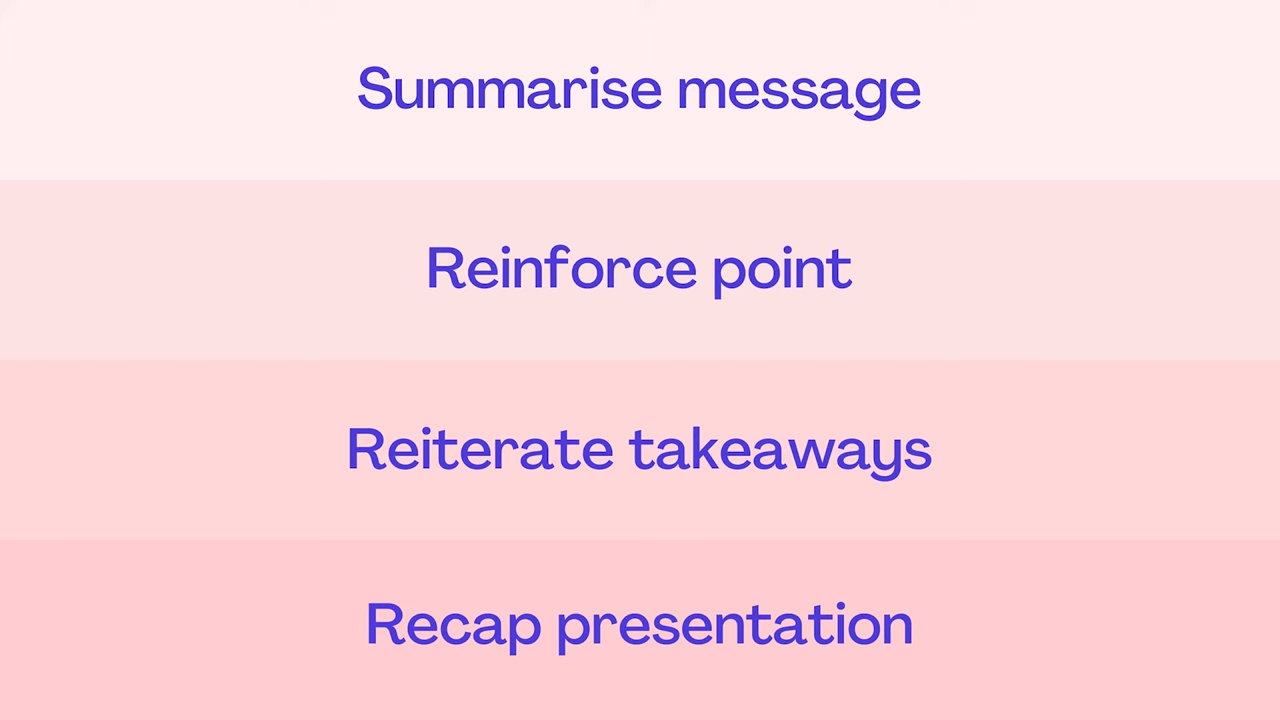 Summarise message
Reinforce point
Reiterate takeaways
Recap presentation